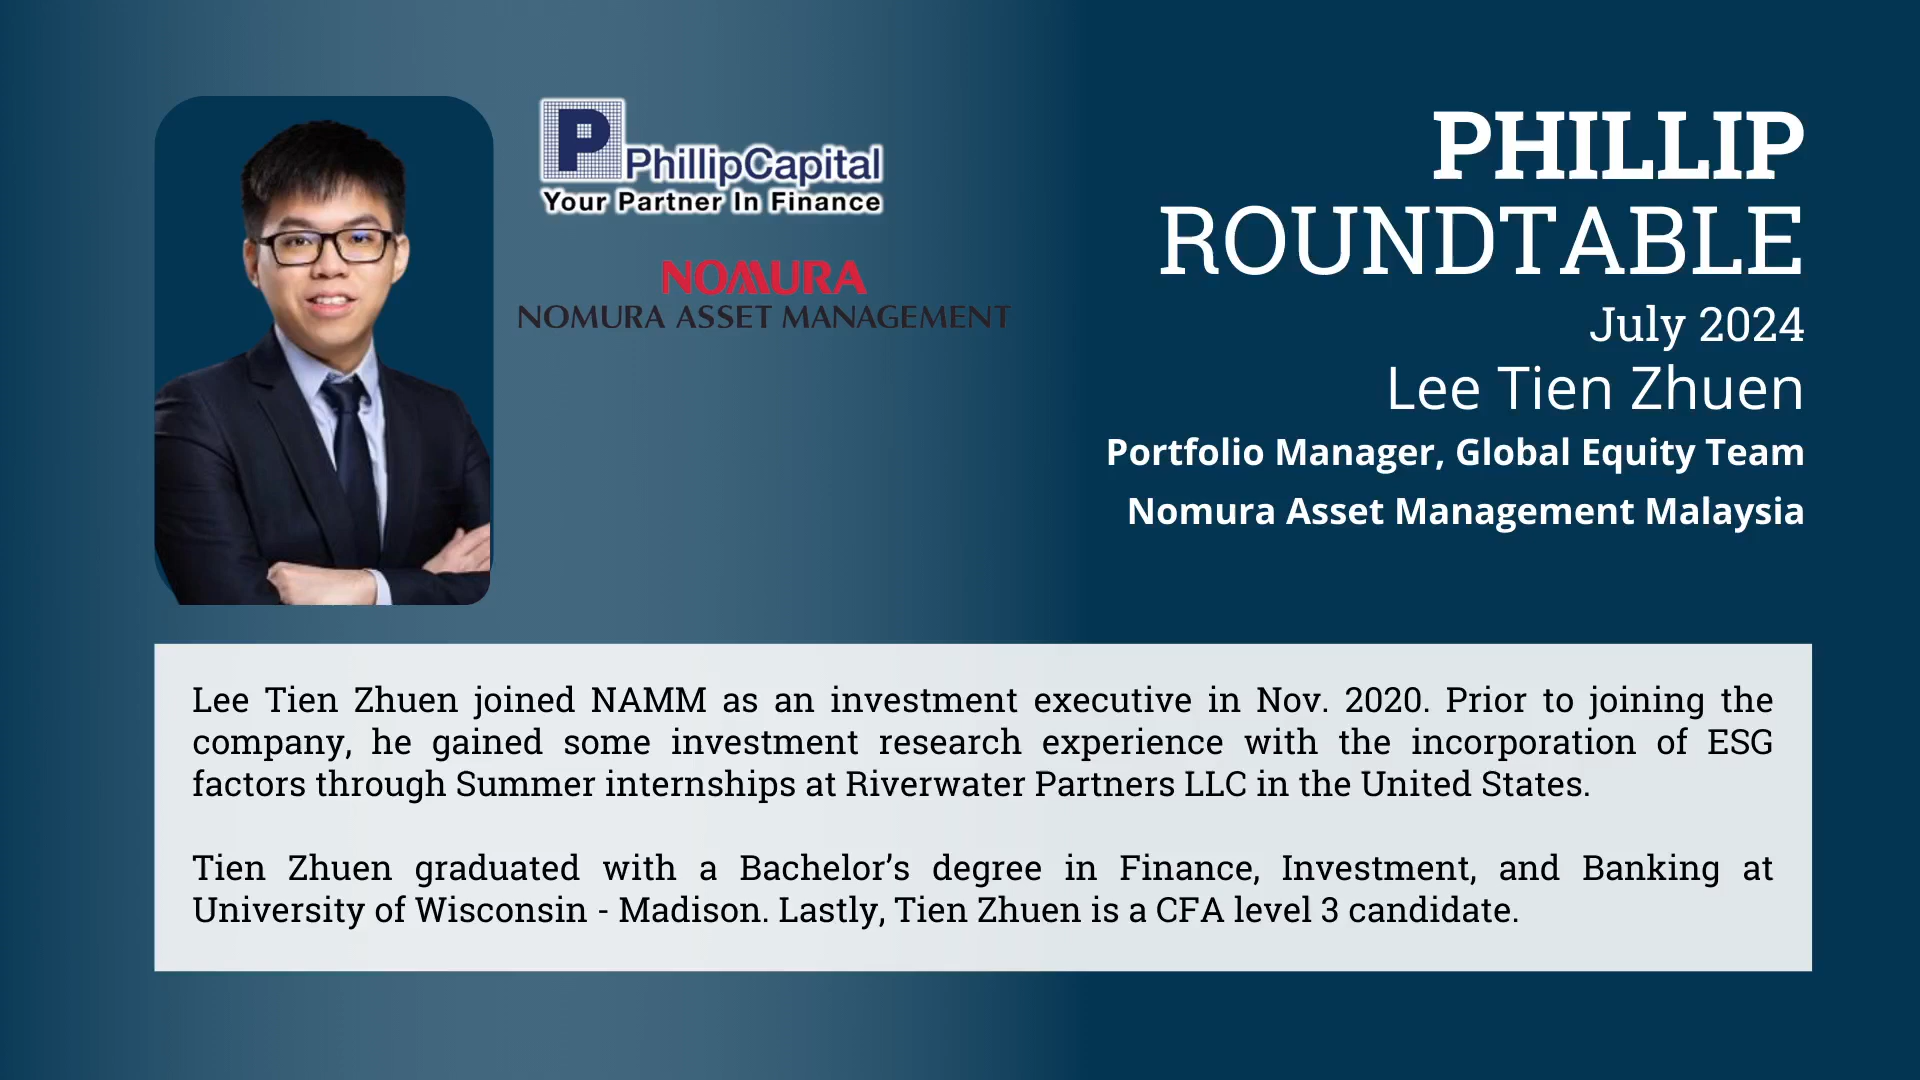 P
PhillipCapital
Your Partner In Finance
NOMURA
NOMURA ASSET MANAGEMENT
PHILLIP
ROUNDTABLE
July 2024
Lee Tien Zhuen
Portfolio Manager, Global Equity Team
Nomura Asset Management Malaysia
Lee Tien Zhuen joined NAMM as an investment executive in Nov. 2020. Prior to joining the
company, he gained some investment research experience with the incorporation of ESG
factors through Summer internships at Riverwater Partners LLC in the United States.
Tien Zhuen graduated with a Bachelor’s degree in Finance, Investment, and Banking at
University of Wisconsin - Madison. Lastly, Tien Zhuen is a CFA level 3 candidate.